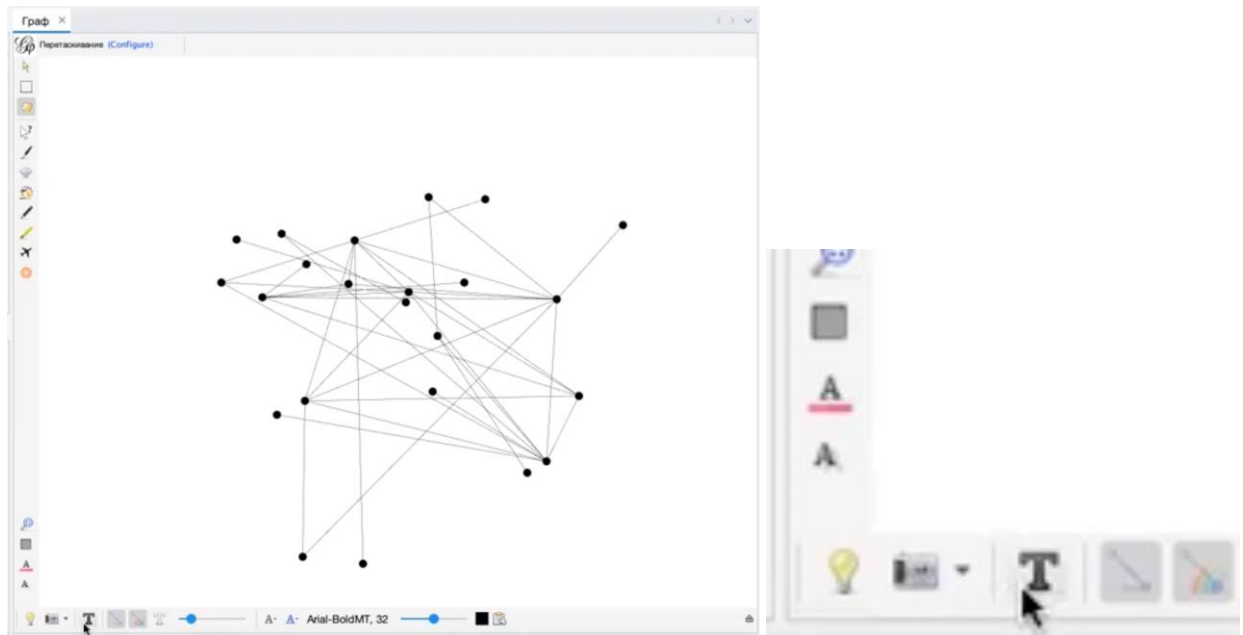 Граф
Перетаскивание (Configure)
A
A
T T A- A- Arial-BoldMT, 32
A
A
T